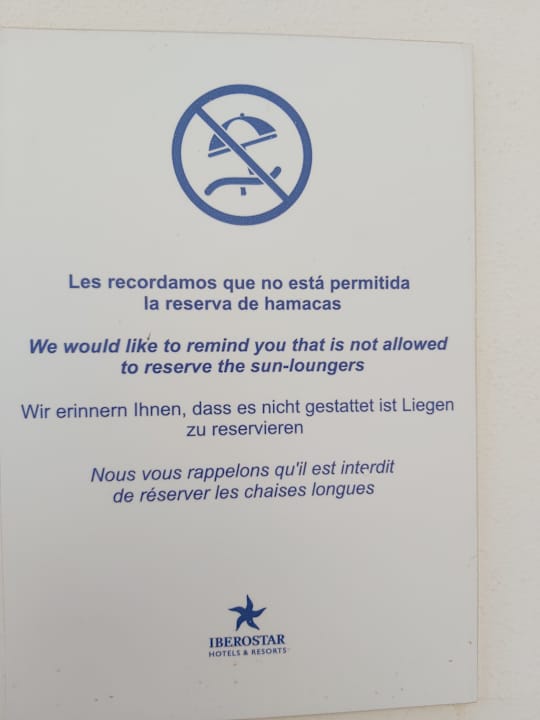 Les recordamos que no está permitida
la reserva de hamacas
We would like to remind you that is not allowed
to reserve the sun-loungers
Wir erinnern Ihnen, dass es nicht gestattet ist Liegen
zu reservieren
Nous vous rappelons qu'il est interdit
de réserver les chaises longues
IBEROSTAR
HOTELS & RESORTS